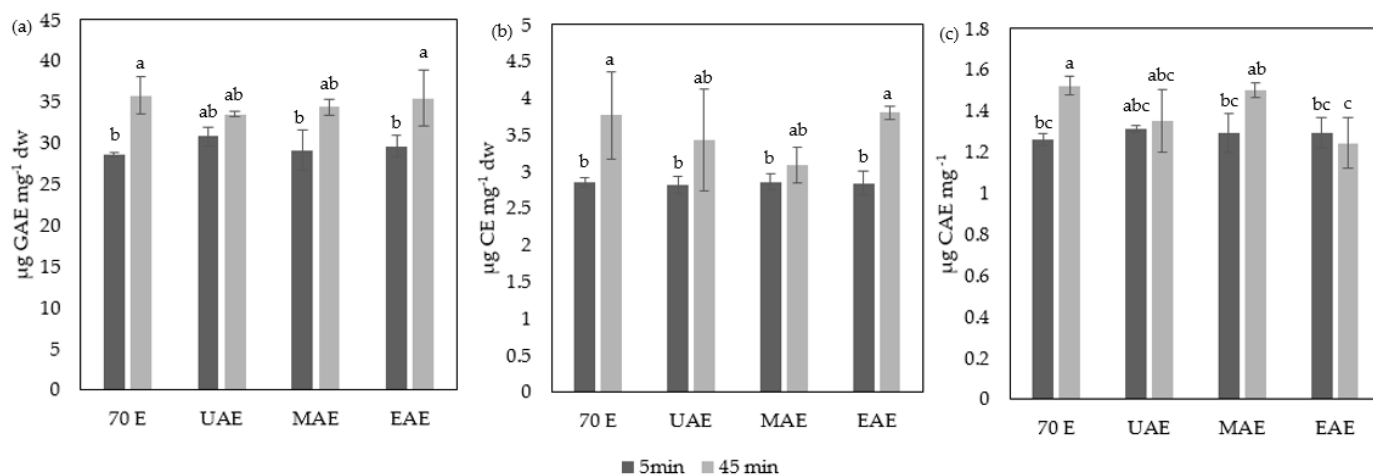 (a)
µg GAE mg⁻¹ dw
45
40
35
30
25
20
15
10
5
0
b
a
ab
ab
b
ab
b
a
70 E UAE MAE EAE
(b)
µg CE mg⁻¹ dw
5
4.5
4
3.5
3
2.5
2
1.5
1
0.5
0
b
a
b
ab
b
ab
b
a
70 E UAE MAE EAE
(c)
µg CAE mg⁻¹
1.8
1.6
1.4
1.2
1
0.8
0.6
0.4
0.2
0
bc
a
abc
abc
bc
ab
bc
c
70 E UAE MAE EAE
5min 45 min